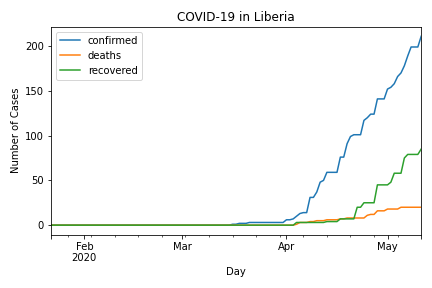 COVID-19 in Liberia
confirmed
deaths
recovered
Number of Cases
200
150
100
50
0
Feb
2020
Mar
Apr
May
Day